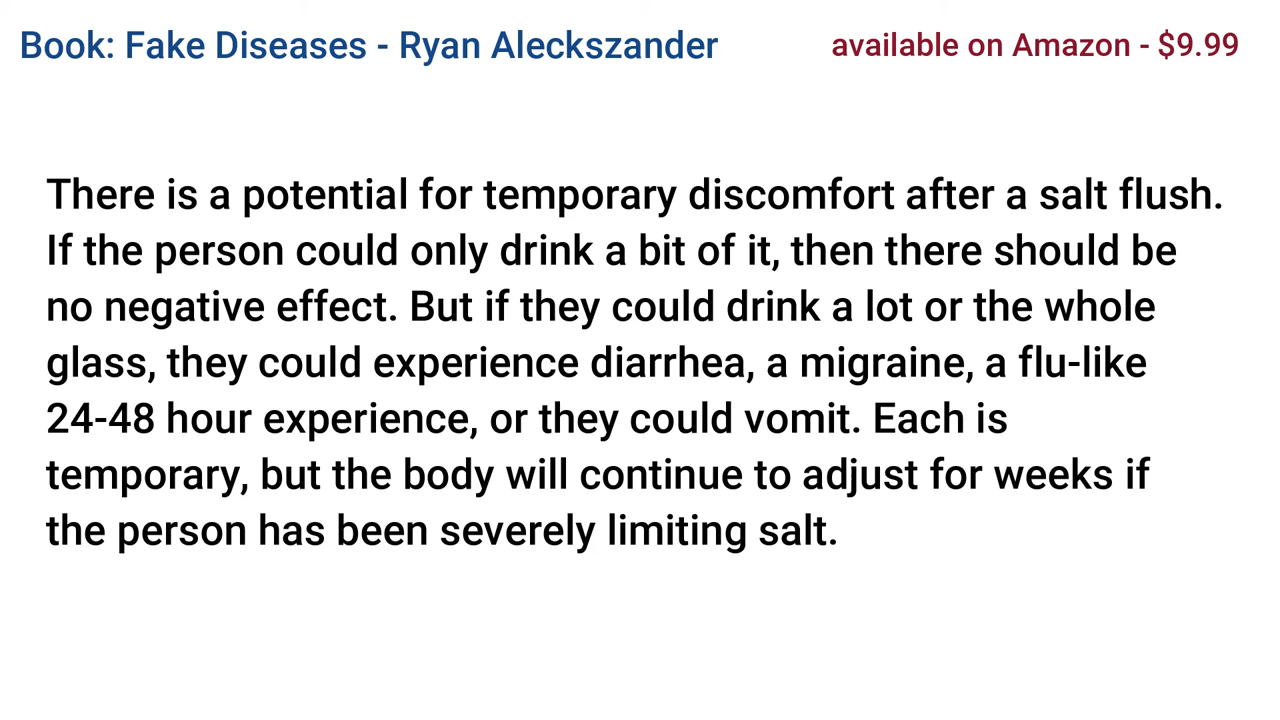 Book: Fake Diseases - Ryan Aleckszander
available on Amazon - $9.99
There is a potential for temporary discomfort after a salt flush.
If the person could only drink a bit of it, then there should be
no negative effect. But if they could drink a lot or the whole
glass, they could experience diarrhea, a migraine, a flu-like
24-48 hour experience, or they could vomit. Each is
temporary, but the body will continue to adjust for weeks if
the person has been severely limiting salt.